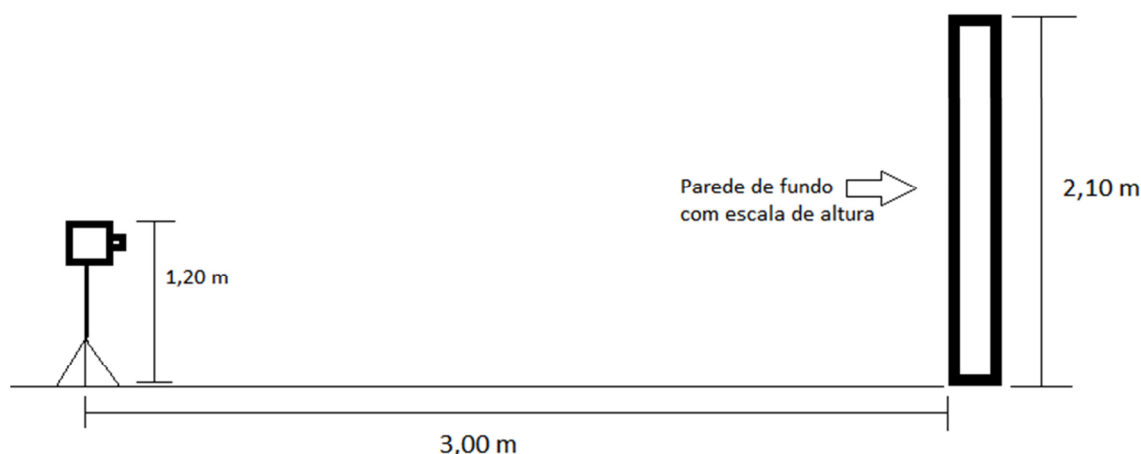 Parede de fundo
com escala de altura
2,10 m
1,20 m
3,00 m